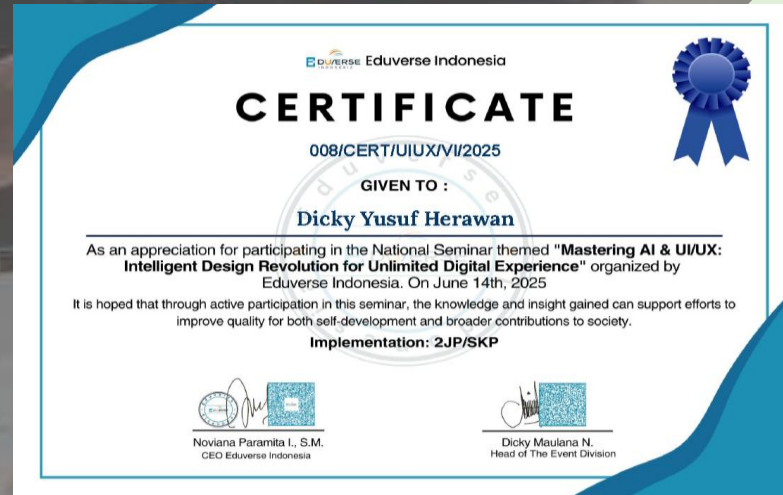 EDUVERSE INDONESIA Eduverse Indonesia
CERTIFICATE
008/CERT/UIUX/VI/2025
GIVEN TO :
Dicky Yusuf Herawan
As an appreciation for participating in the National Seminar themed "Mastering AI & UI/UX:
Intelligent Design Revolution for Unlimited Digital Experience" organized by
Eduverse Indonesia. On June 14th, 2025
It is hoped that through active participation in this seminar, the knowledge and insight gained can support efforts to
improve quality for both self-development and broader contributions to society.
Implementation: 2JP/SKP
Noviana Paramita I., S.M.
CEO Eduverse Indonesia
Dicky Maulana N.
Head of The Event Division